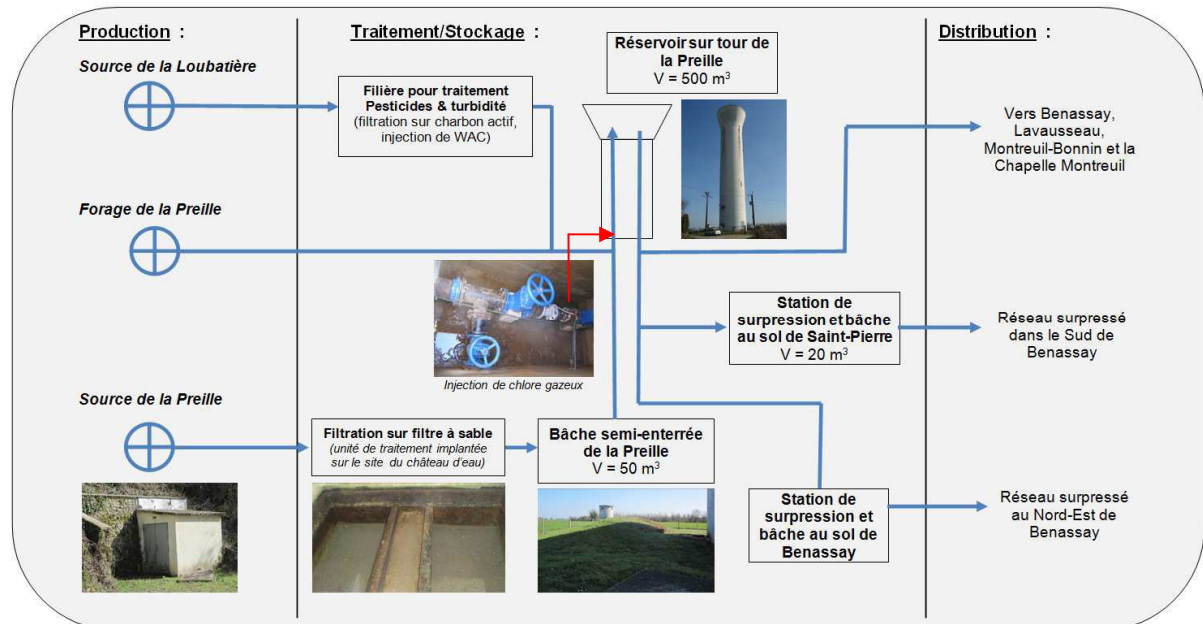 Production :
Source de la Loubatière
Forage de la Preille
Source de la Preille
Traitement/Stockage :
Filière pour traitement
Pesticides & turbidité
(filtration sur charbon actif,
injection de WAC)
Réservoir sur tour de
la Preille
V = 500 m³
Injection de chlore gazeux
Station de
surpression et bâche
au sol de Saint-Pierre
V = 20 m³
Filtration sur filtre à sable
(unité de traitement implantée
sur le site du château d'eau)
Bâche semi-enterrée
de la Preille
V = 50 m³
Station de
surpression et
bâche au sol de
Benassay
Distribution :
Vers Benassay,
Lavausseau,
Montreuil-Bonnin et la
Chapelle Montreuil
Réseau surpressé
dans le Sud de
Benassay
Réseau surpressé
au Nord-Est de
Benassay